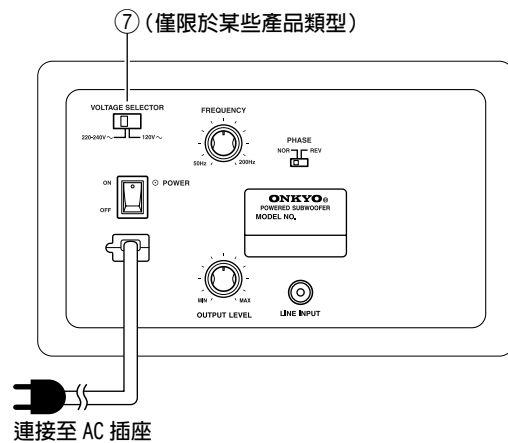 ⑦(僅限於某些產品類型)
VOLTAGE SELECTOR
220-240V～ 120V～
FREQUENCY
50Hz 200Hz
PHASE
NOR REV
ON
POWER
OFF
ONKYO®
POWERED SUBWOOFER
MODEL NO.
MIN MAX
OUTPUT LEVEL
LINE INPUT
連接至 AC 插座